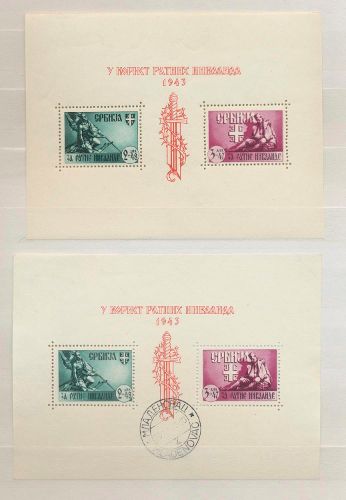 У КОРИСТ РАТНИХ ИНВАЛИДА
1943
СРБИЈА
ЗА РАТНЕ ИНВАЛИДЕ
СРБИЈА
ЗА РАТНЕ ИНВАЛИДЕ
У КОРИСТ РАТНИХ ИНВАЛИДА
1943
СРБИЈА
ЗА РАТНЕ ИНВАЛИДЕ
СРБИЈА
ЗА РАТНЕ ИНВАЛИДЕ
МЛАДЕНОВАЦ